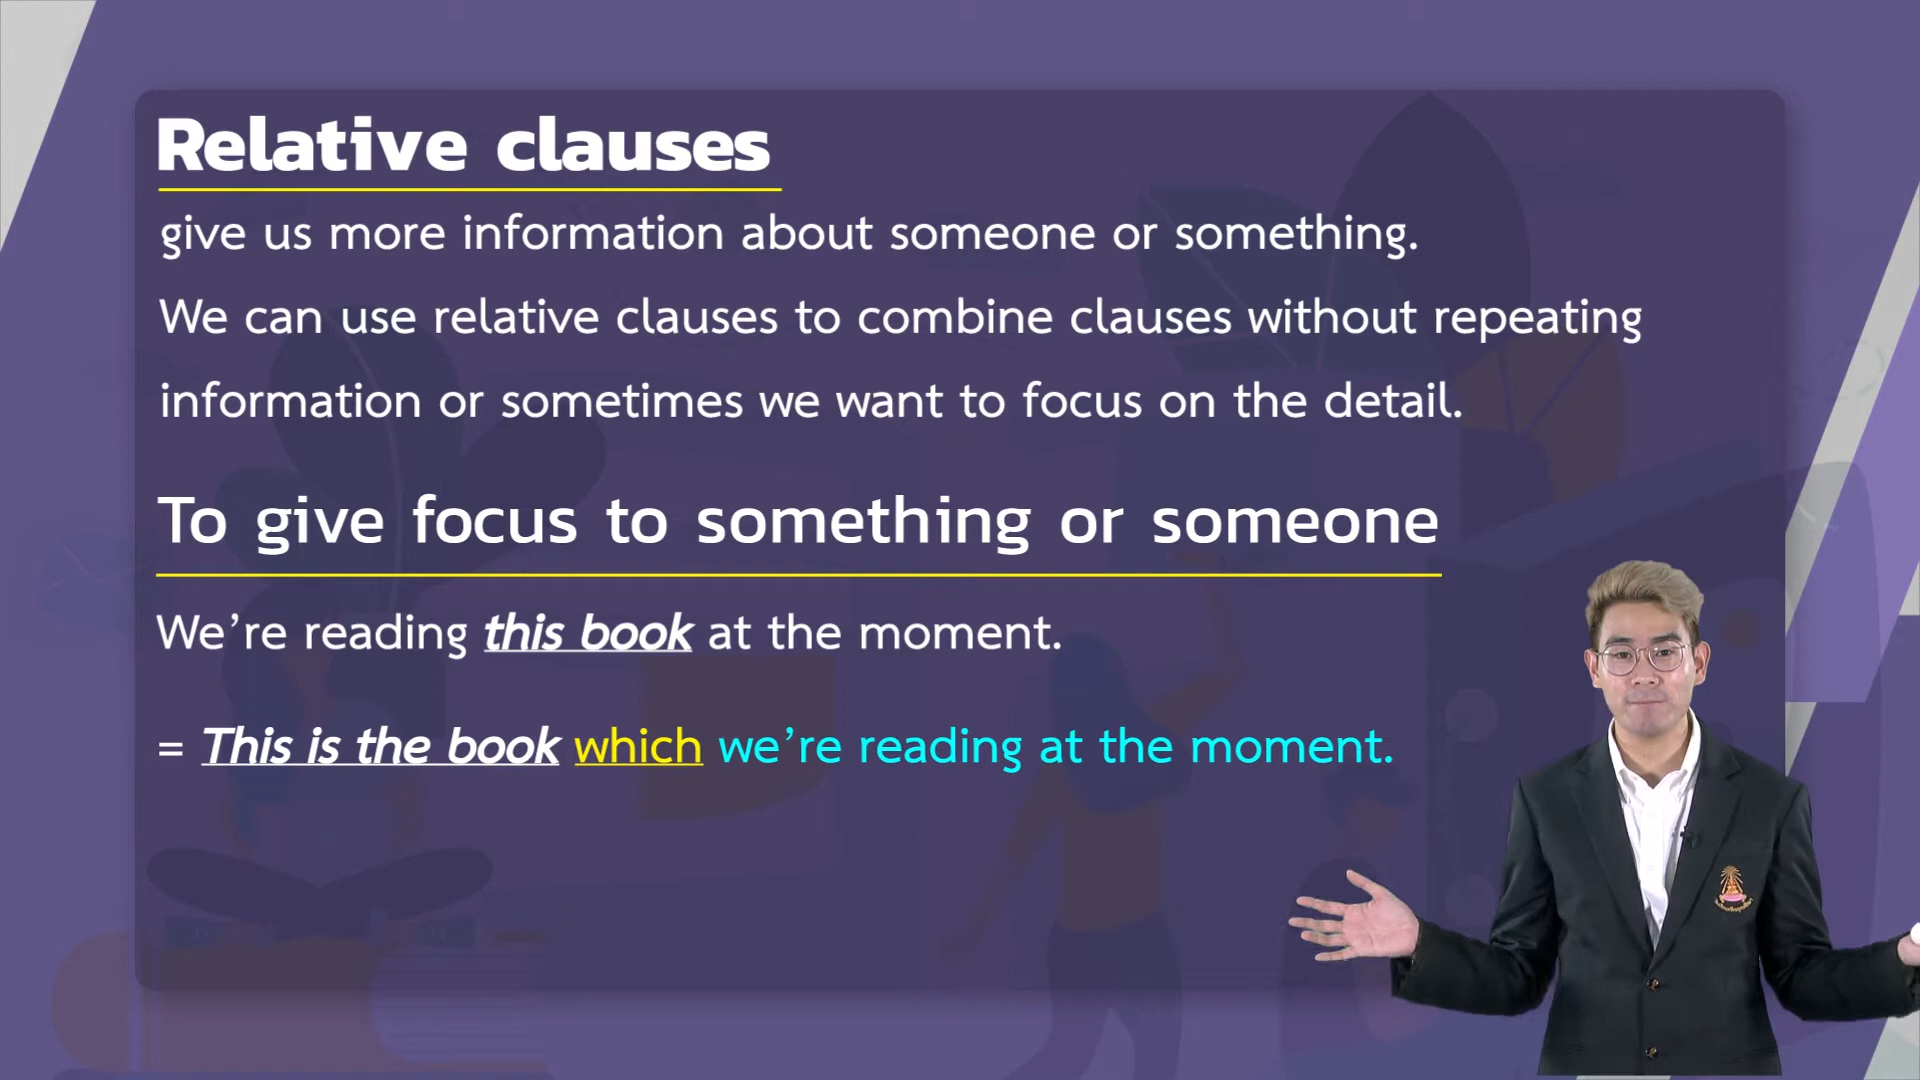 Relative clauses
give us more information about someone or something.
We can use relative clauses to combine clauses without repeating
information or sometimes we want to focus on the detail.
To give focus to something or someone
We’re reading this book at the moment.
= This is the book which we’re reading at the moment.